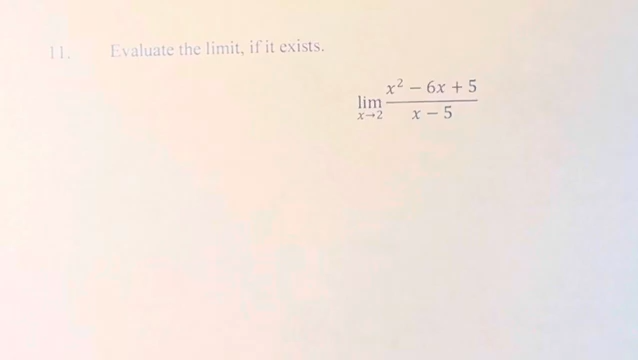 11. Evaluate the limit, if it exists.
lim x→2 (x² − 6x + 5)/(x − 5)